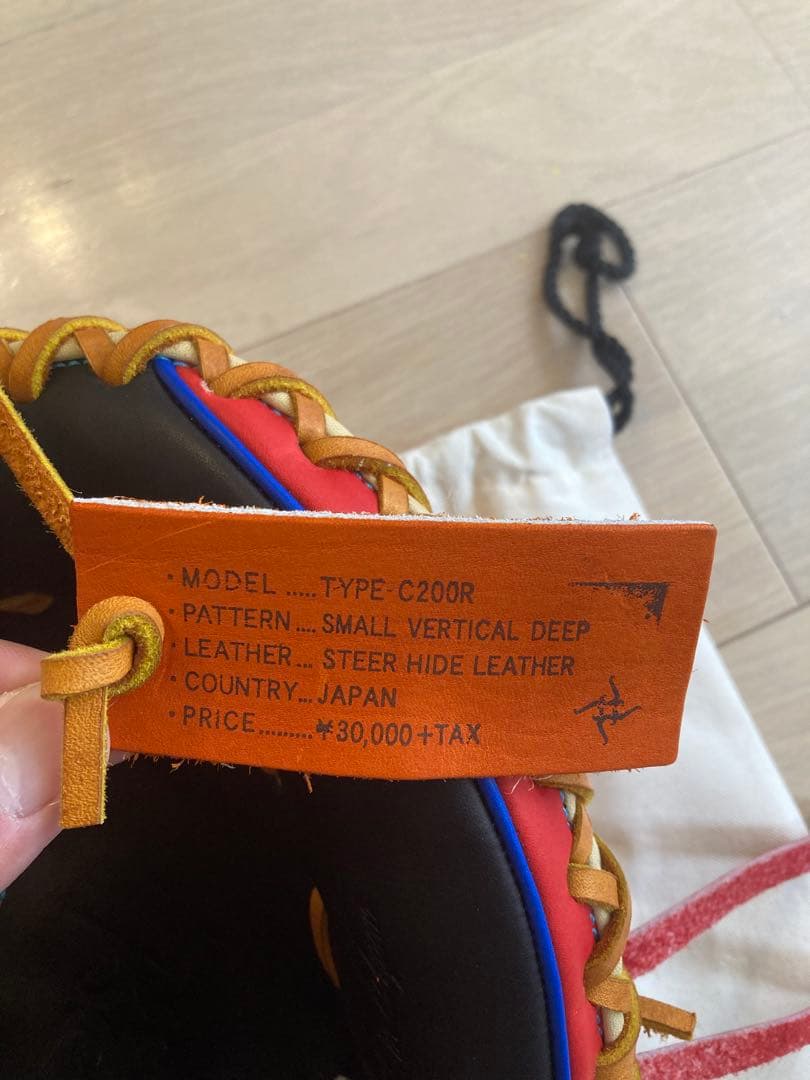 ・MODEL .....TYPE-C200R
・PATTERN .... SMALL VERTICAL DEEP
・LEATHER... STEER HIDE LEATHER
・COUNTRY...JAPAN
・PRICE.........¥30,000+TAX